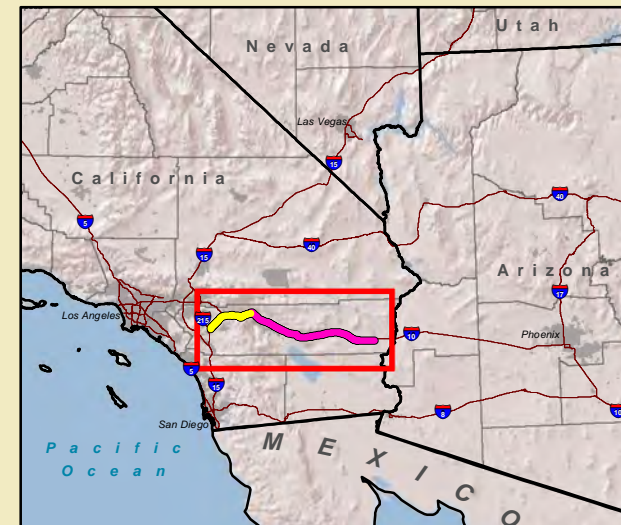 Utah
Nevada
Las Vegas
15
California
40
5
40
15
Arizona
17
215
Los Angeles
10
Phoenix
5
15
8
10
San Diego
Pacific
Ocean
MEXICO